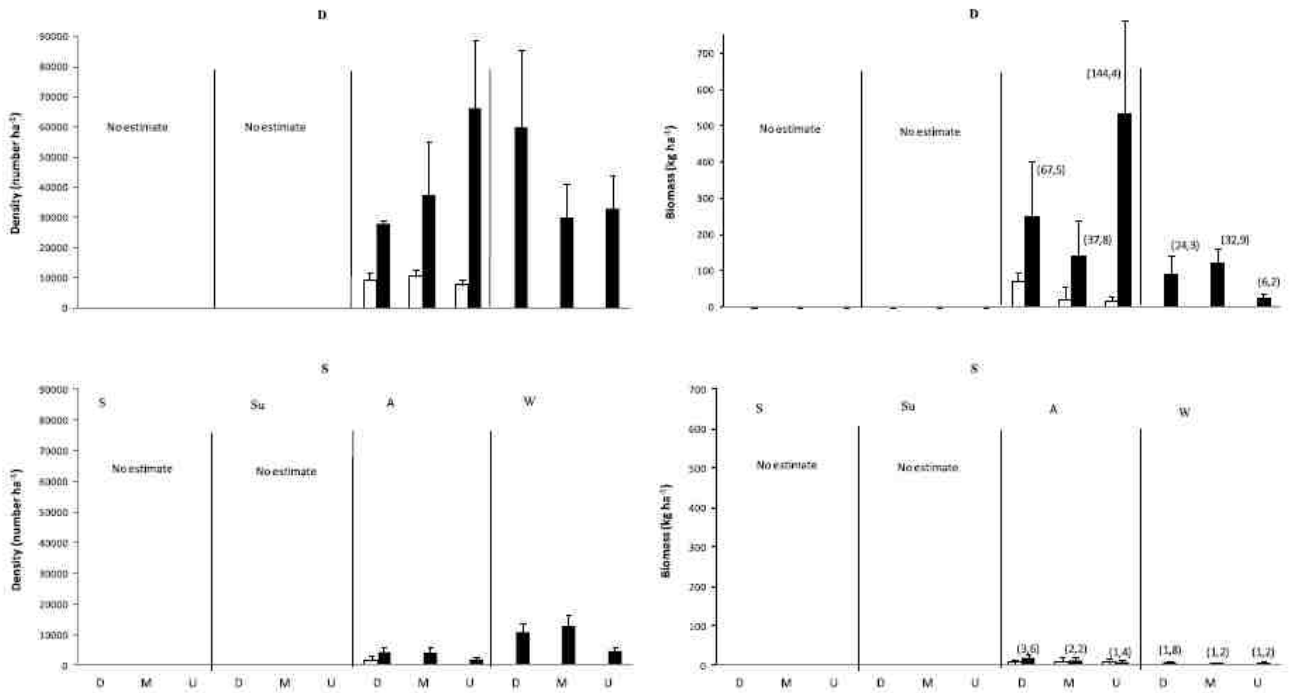 D
Density (number ha⁻¹)
90000
80000
70000
60000
50000
40000
30000
20000
10000
0
No estimate
No estimate
D
Biomass (kg ha⁻¹)
700
600
500
400
300
200
100
0
No estimate
No estimate
(67,5)
(37,8)
(144,4)
(24,3)
(32,9)
(6,2)
S
Density (number ha⁻¹)
90000
80000
70000
60000
50000
40000
30000
20000
10000
0
S
Su
A
W
No estimate
No estimate
D M U D M U D M U D M U
S
Biomass (kg ha⁻¹)
700
600
500
400
300
200
100
0
S
Su
A
W
No estimate
No estimate
(3,6)
(2,2)
(1,4)
(1,8)
(1,2)
(1,2)
D M U D M U D M U D M U